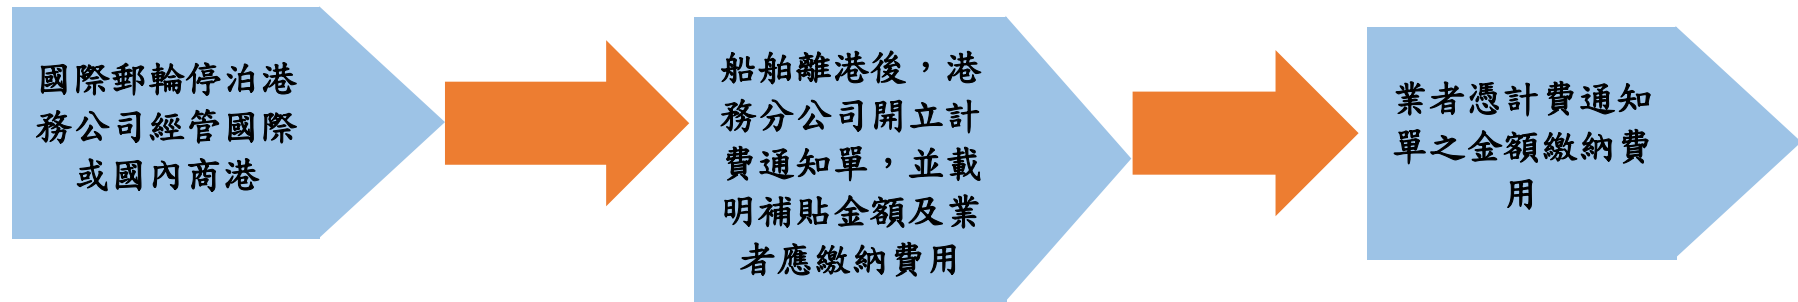 國際郵輪停泊港
務公司經管國際
或國內商港
船舶離港後，港
務分公司開立計
費通知單，並載
明補貼金額及業
者應繳納費用
業者憑計費通知
單之金額繳納費
用